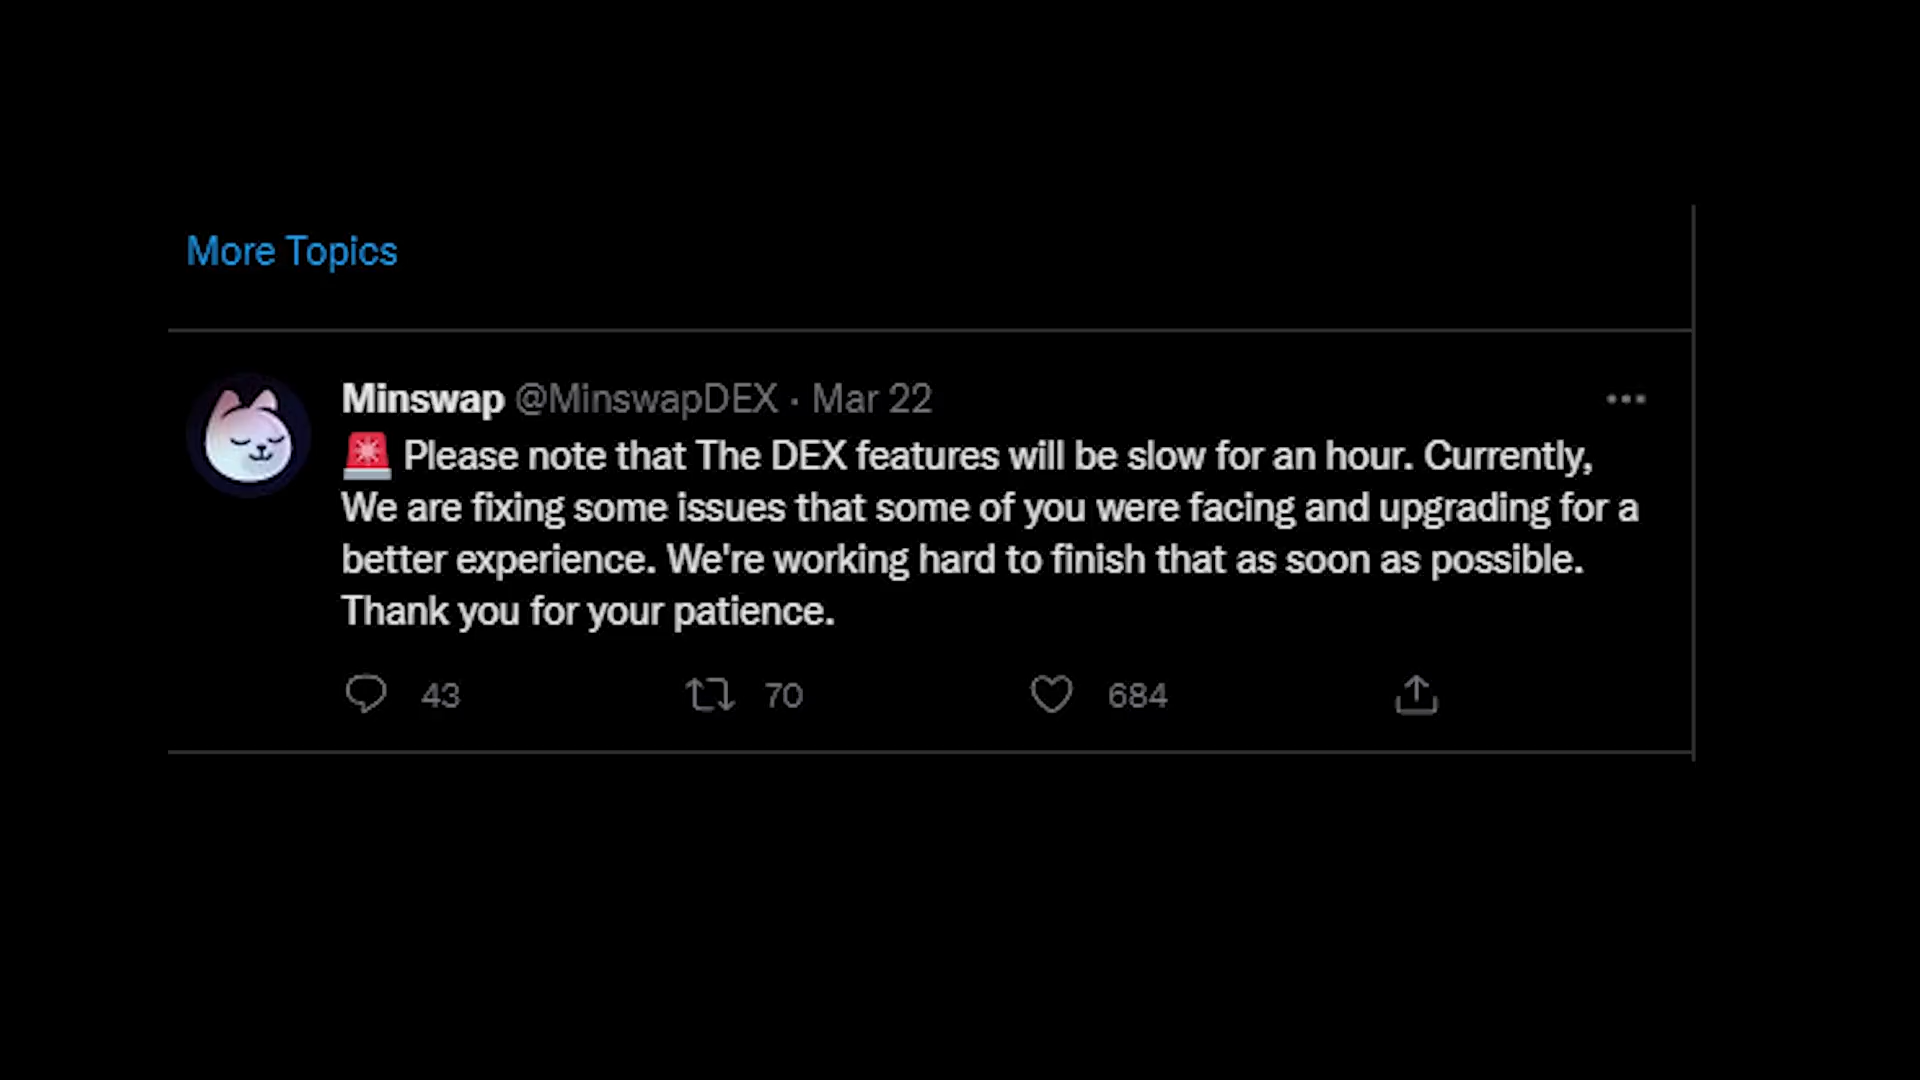 More Topics
Minswap @MinswapDEX · Mar 22
🚨 Please note that The DEX features will be slow for an hour. Currently,
We are fixing some issues that some of you were facing and upgrading for a
better experience. We're working hard to finish that as soon as possible.
Thank you for your patience.
43 70 684